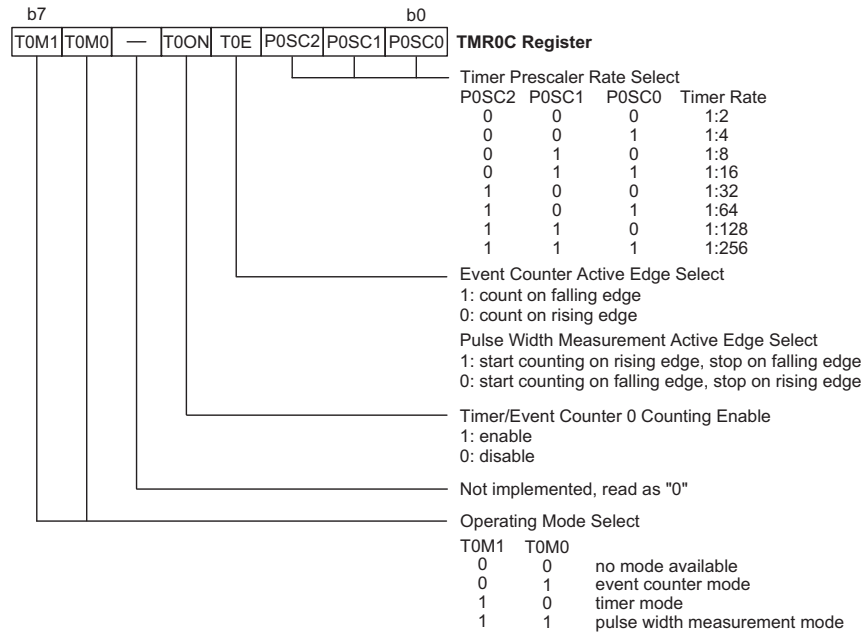 b7 b0
T0M1 T0M0 — T0ON T0E P0SC2 P0SC1 P0SC0 TMR0C Register
Timer Prescaler Rate Select
P0SC2 P0SC1 P0SC0 Timer Rate
0 0 0 1:2
0 0 1 1:4
0 1 0 1:8
0 1 1 1:16
1 0 0 1:32
1 0 1 1:64
1 1 0 1:128
1 1 1 1:256
Event Counter Active Edge Select
1: count on falling edge
0: count on rising edge
Pulse Width Measurement Active Edge Select
1: start counting on rising edge, stop on falling edge
0: start counting on falling edge, stop on rising edge
Timer/Event Counter 0 Counting Enable
1: enable
0: disable
Not implemented, read as "0"
Operating Mode Select
T0M1 T0M0
0 0 no mode available
0 1 event counter mode
1 0 timer mode
1 1 pulse width measurement mode